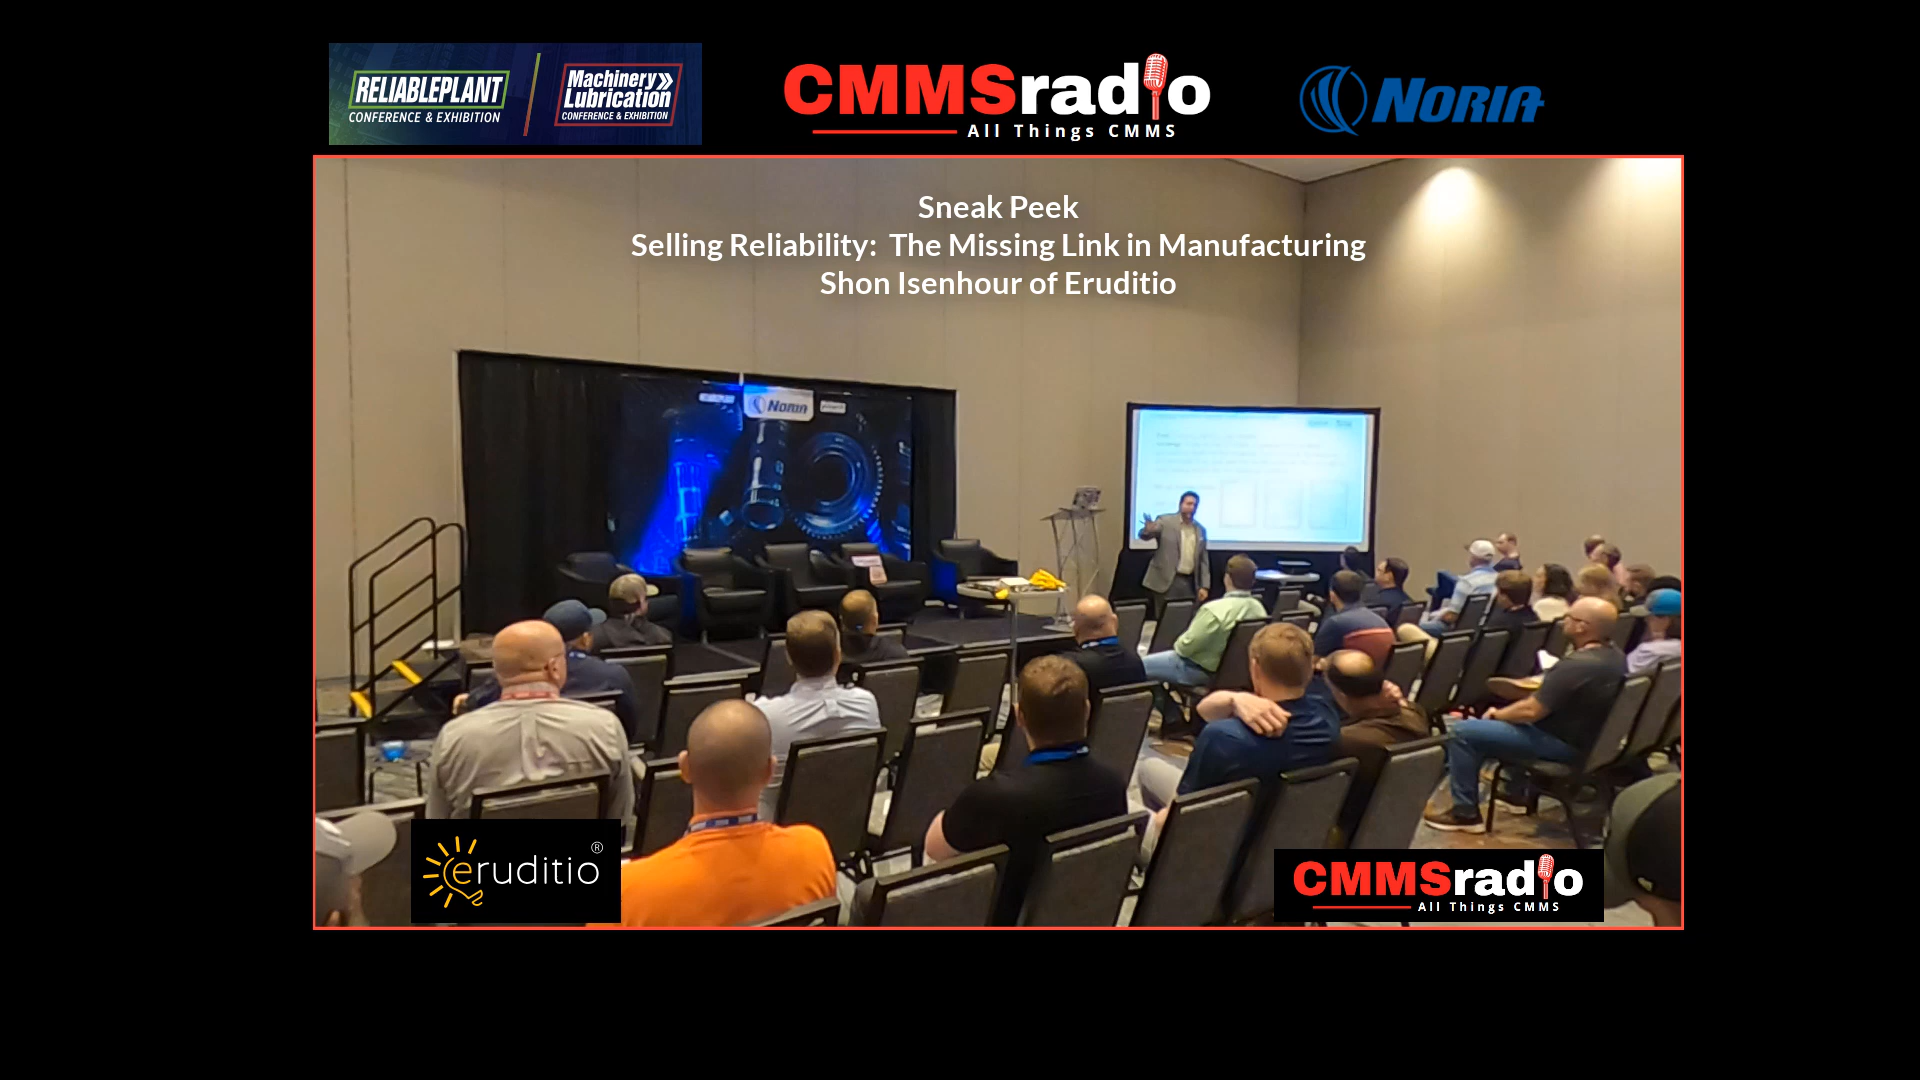 RELIABLEPLANT
CONFERENCE & EXHIBITION
Machinery
Lubrication
CONFERENCE & EXHIBITION
CMMSradio
All Things CMMS
NORIA
Sneak Peek
Selling Reliability: The Missing Link in Manufacturing
Shon Isenhour of Eruditio
NORIA
eruditio®
CMMSradio
All Things CMMS